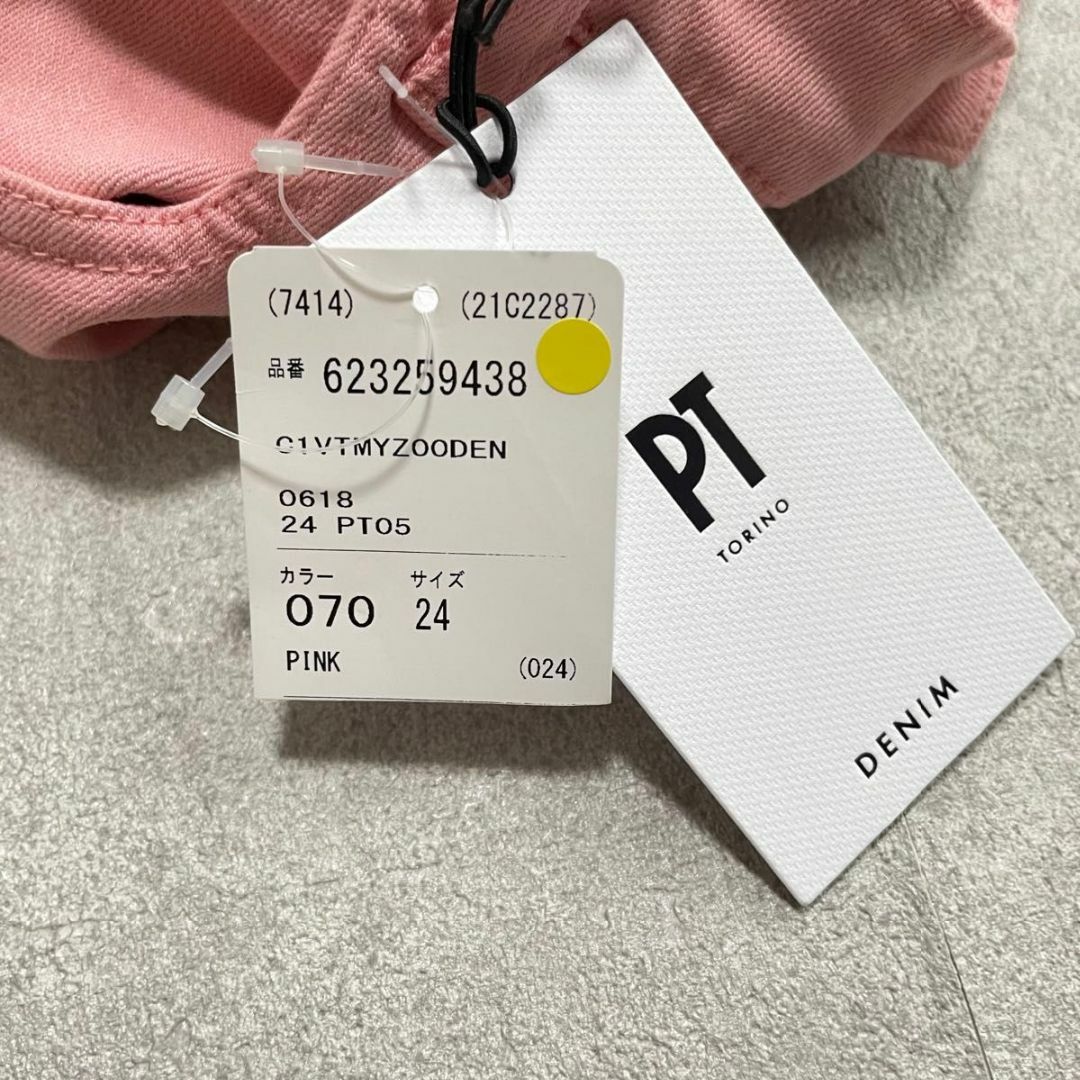 (7414) (21C2287)
品番 623259438
C1VTMYZ00DEN
0618
24 PT05
カラー サイズ
070 24
PINK (024)
PT
TORINO
DENIM